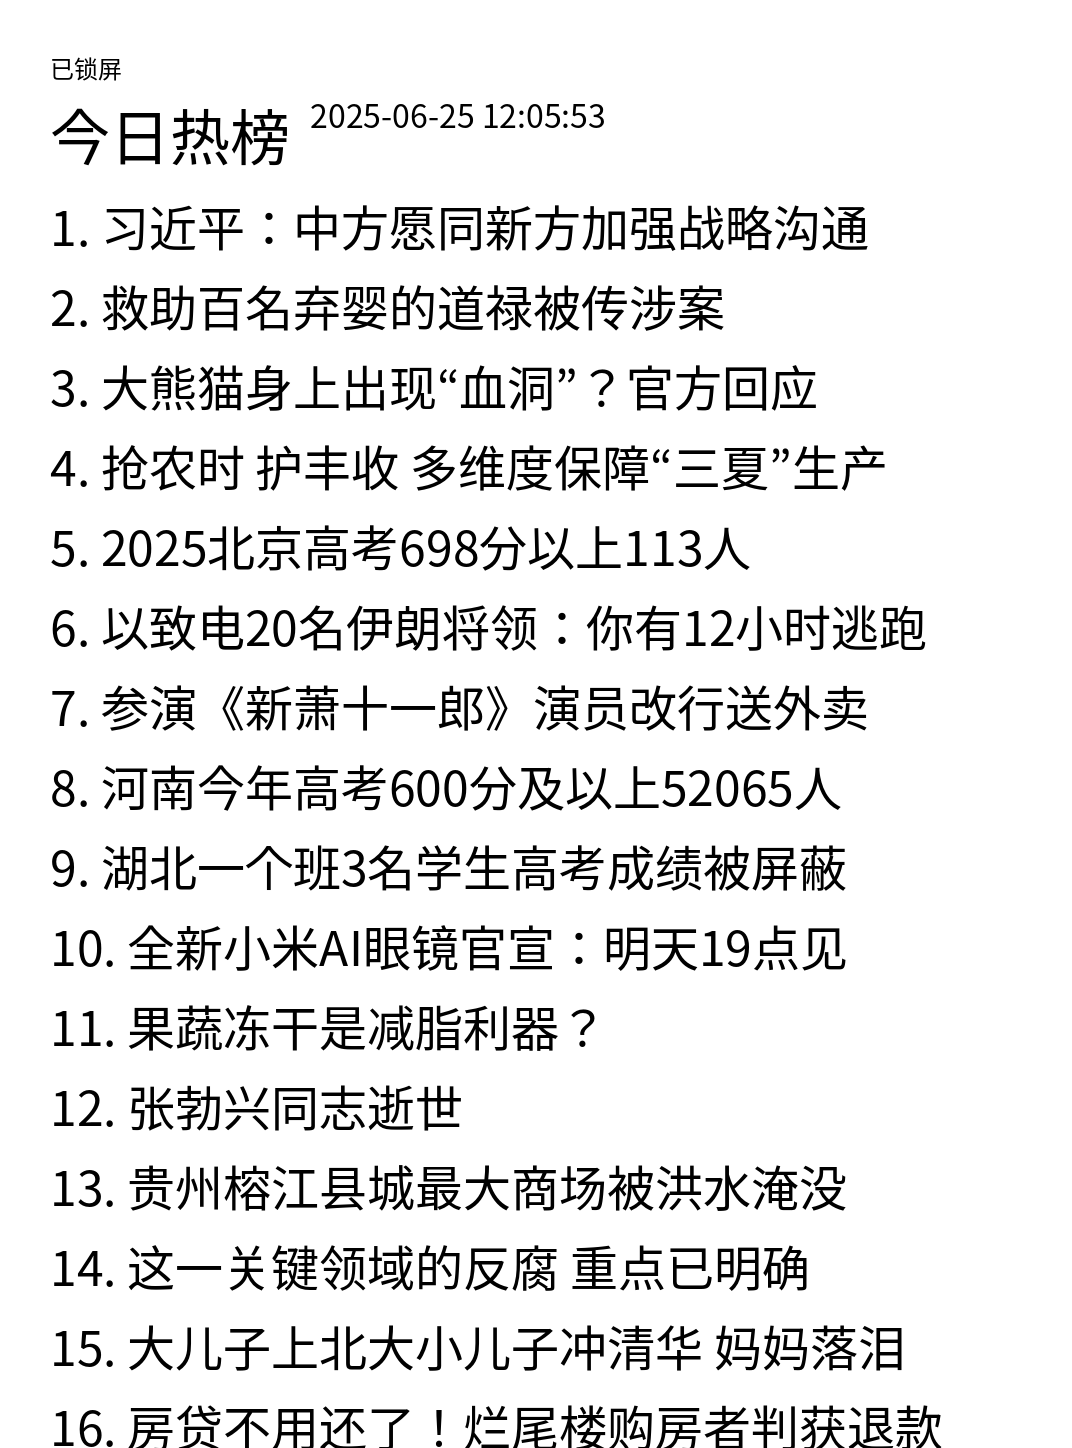 已锁屏
今日热榜 2025-06-25 12:05:53
1. 习近平：中方愿同新方加强战略沟通
2. 救助百名弃婴的道禄被传涉案
3. 大熊猫身上出现“血洞”？官方回应
4. 抢农时 护丰收 多维度保障“三夏”生产
5. 2025北京高考698分以上113人
6. 以致电20名伊朗将领：你有12小时逃跑
7. 参演《新萧十一郎》演员改行送外卖
8. 河南今年高考600分及以上52065人
9. 湖北一个班3名学生高考成绩被屏蔽
10. 全新小米AI眼镜官宣：明天19点见
11. 果蔬冻干是减脂利器？
12. 张勃兴同志逝世
13. 贵州榕江县城最大商场被洪水淹没
14. 这一关键领域的反腐 重点已明确
15. 大儿子上北大小儿子冲清华 妈妈落泪
16. 房贷不用还了！烂尾楼购房者判获退款